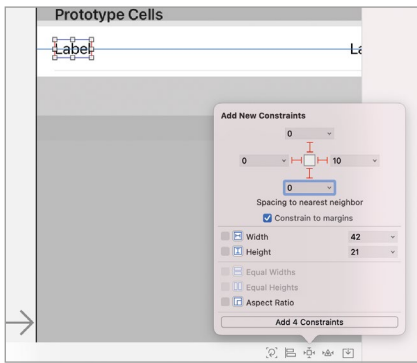 Prototype Cells
Label
La
Add New Constraints
0
0
10
0
Spacing to nearest neighbor
Constrain to margins
Width 42
Height 21
Equal Widths
Equal Heights
Aspect Ratio
Add 4 Constraints